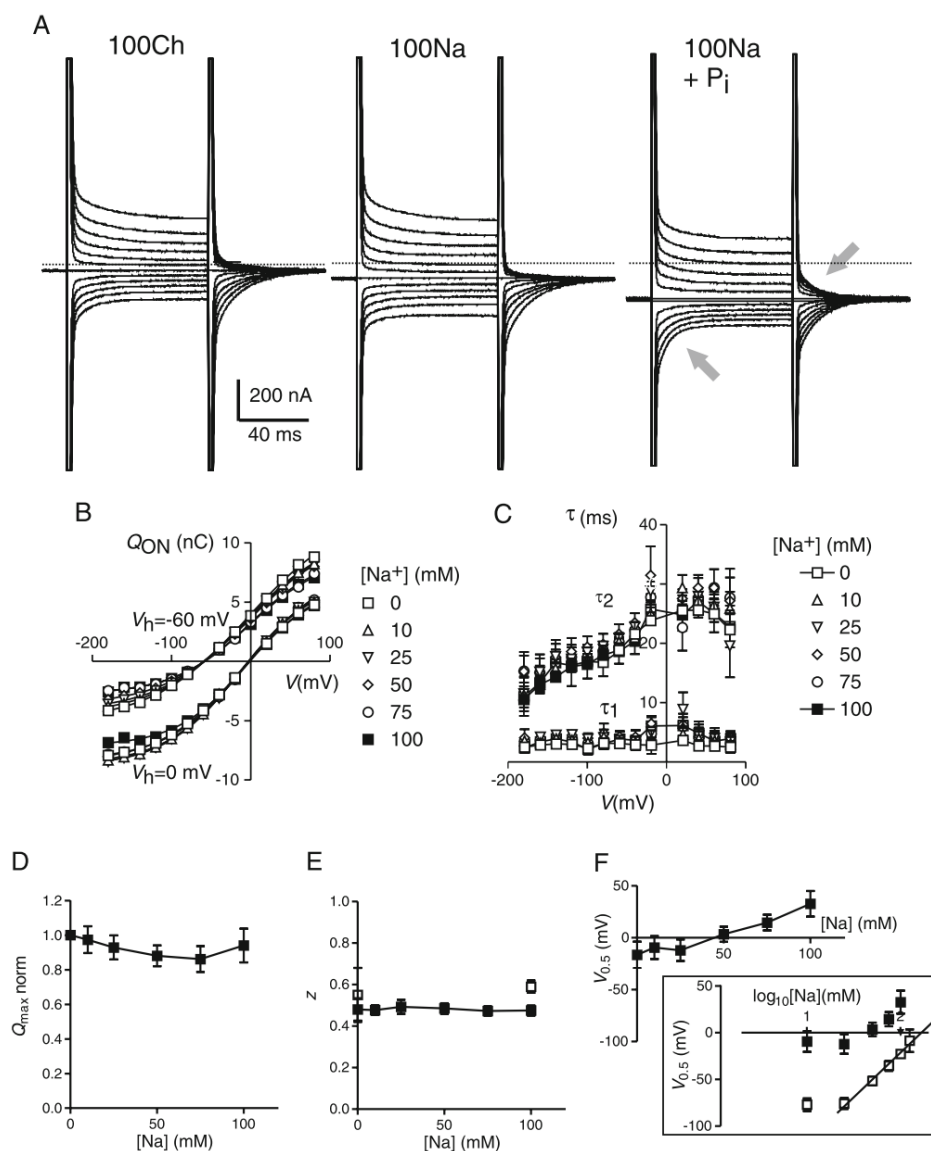 A
100Ch
100Na
100Na
+ Pi
200 nA
40 ms
B
QON (nC)
10
5
Vh=-60 mV
-180
-100
100
V(mV)
-5
Vh=0 mV
-10
[Na+] (mM)
0
10
25
50
75
100
C
τ (ms)
40
30
τ2
20
10
τ1
-200
-100
0
100
V(mV)
[Na+] (mM)
0
10
25
50
75
100
D
Qmax norm
1.2
1.0
0.8
0.6
0.4
0.2
0.0
0
50
100
[Na] (mM)
E
z
1.0
0.8
0.6
0.4
0.2
0.0
0
50
100
[Na] (mM)
F
V0.5 (mV)
50
0
-50
-100
50
100
[Na] (mM)
log10[Na](mM)
V0.5 (mV)
50
0
-50
-100
1
2